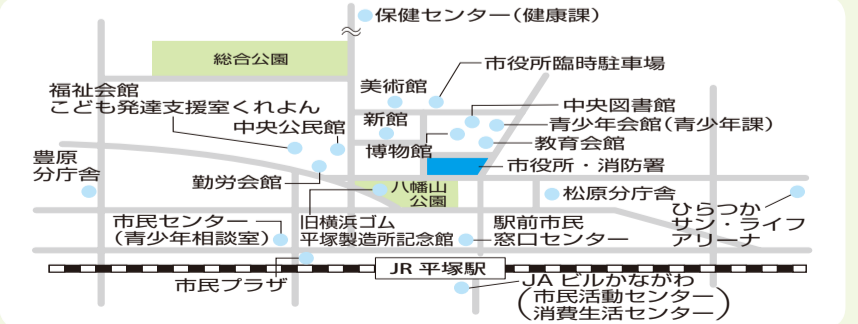 保健センター(健康課)
総合公園
市役所臨時駐車場
美術館
福祉会館
こども発達支援室くれよん
中央図書館
新館
中央公民館
青少年会館(青少年課)
博物館
教育会館
豊原
分庁舎
市役所・消防署
勤労会館
八幡山
公園
松原分庁舎
ひらつか
サン・ライフ
アリーナ
市民センター
(青少年相談室)
旧横浜ゴム
平塚製造所記念館
駅前市民
窓口センター
JR 平塚駅
市民プラザ
JA ビルかながわ
(市民活動センター
消費生活センター)